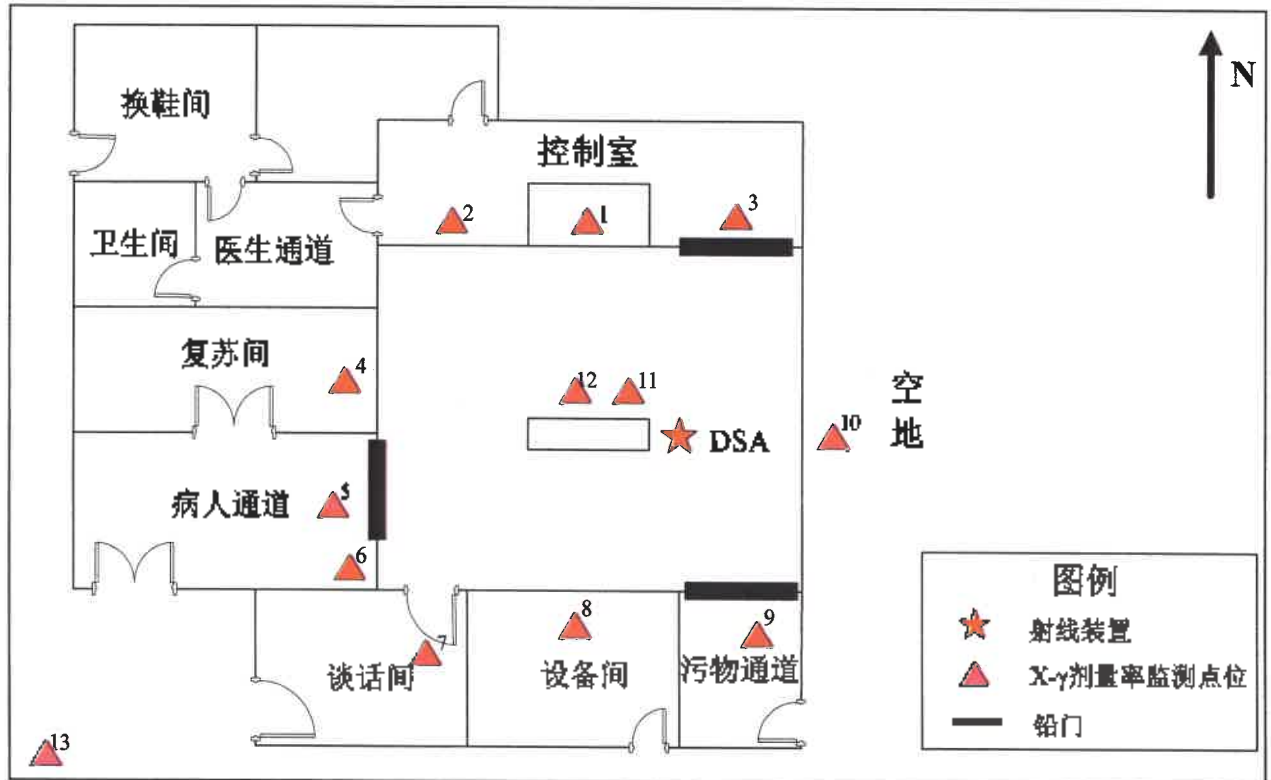 N
换鞋间
控制室
2
1
3
卫生间
医生通道
复苏间
4
12
11
空地
10
DSA
病人通道
5
6
7
8
9
谈话间
设备间
污物通道
13
图例
射线装置
X-γ剂量率监测点位
铅门